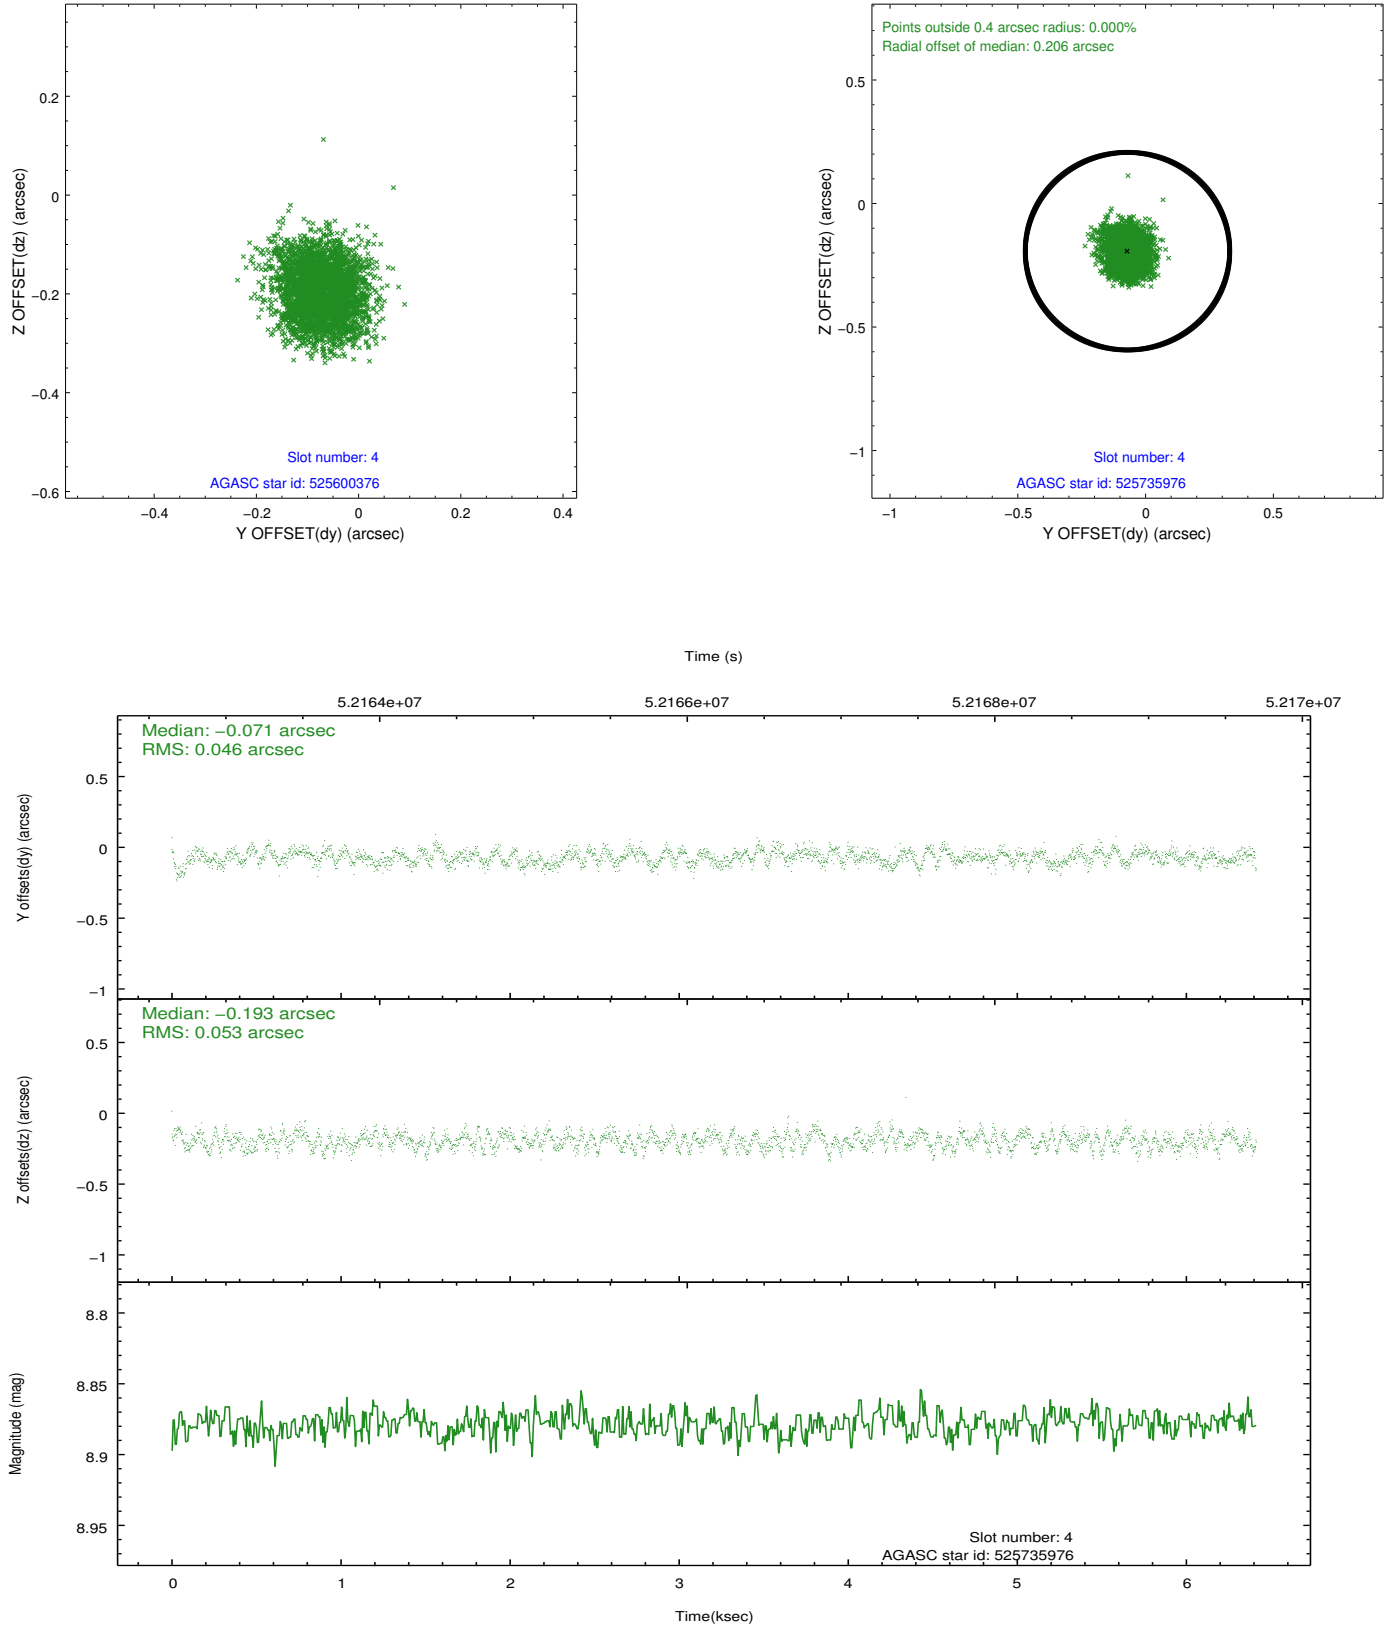 Points outside 0.4 arcsec radius: 0.000%
Radial offset of median: 0.206 arcsec
0.2
0
−0.2
−0.4
−0.6
Z OFFSET(dz) (arcsec)
Slot number: 4
AGASC star id: 525600376
−0.4
−0.2
0
0.2
0.4
Y OFFSET(dy) (arcsec)
0.5
0
−0.5
−1
Z OFFSET(dz) (arcsec)
Slot number: 4
AGASC star id: 525735976
−1
−0.5
0
0.5
Y OFFSET(dy) (arcsec)
Time (s)
5.2164e+07
5.2166e+07
5.2168e+07
5.217e+07
Median: −0.071 arcsec
RMS: 0.046 arcsec
0.5
0
−0.5
−1
Y offsets(dy) (arcsec)
Median: −0.193 arcsec
RMS: 0.053 arcsec
0.5
0
−0.5
−1
Z offsets(dz) (arcsec)
8.8
8.85
8.9
8.95
Magnitude (mag)
Slot number: 4
AGASC star id: 525735976
0
1
2
3
4
5
6
Time(ksec)